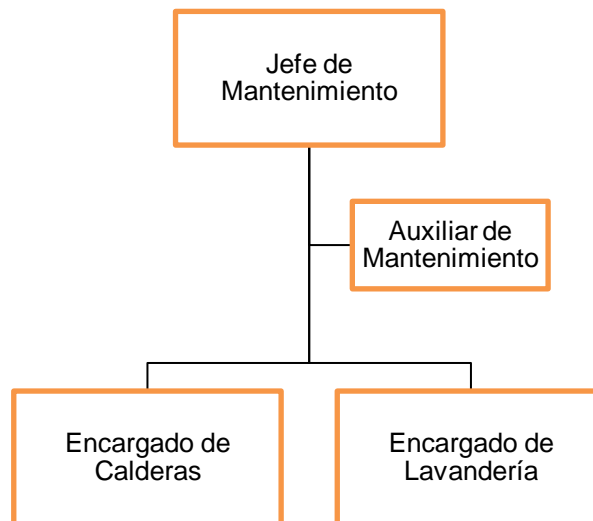 Jefe de
Mantenimiento
Auxiliar de
Mantenimiento
Encargado de
Calderas
Encargado de
Lavandería